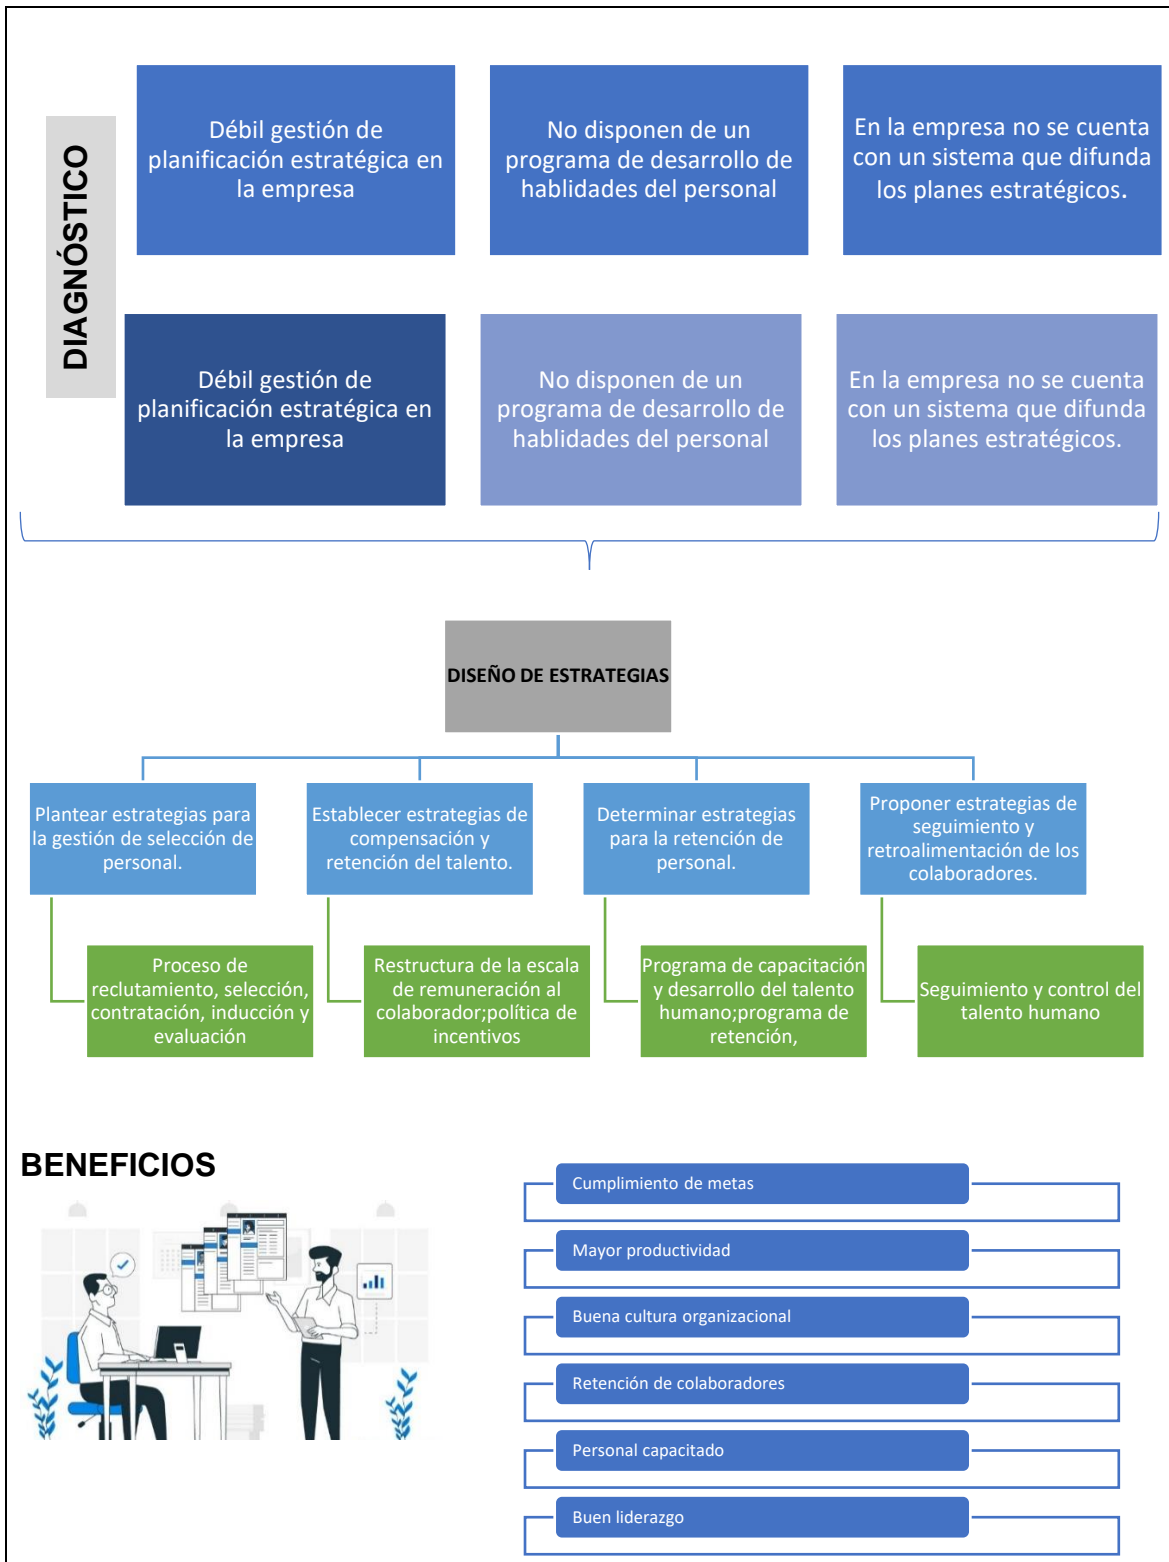 DIAGNÓSTICO
Débil gestión de
planificación estratégica en
la empresa
No disponen de un
programa de desarrollo de
hablidades del personal
En la empresa no se cuenta
con un sistema que difunda
los planes estratégicos.
Débil gestión de
planificación estratégica en
la empresa
No disponen de un
programa de desarrollo de
hablidades del personal
En la empresa no se cuenta
con un sistema que difunda
los planes estratégicos.
DISEÑO DE ESTRATEGIAS
Plantear estrategias para
la gestión de selección de
personal.
Establecer estrategias de
compensación y
retención del talento.
Determinar estrategias
para la retención de
personal.
Proponer estrategias de
seguimiento y
retroalimentación de los
colaboradores.
Proceso de
reclutamiento, selección,
contratación, inducción y
evaluación
Restructura de la escala
de remuneración al
colaborador;política de
incentivos
Programa de capacitación
y desarrollo del talento
humano;programa de
retención,
Seguimiento y control del
talento humano
BENEFICIOS
Cumplimiento de metas
Mayor productividad
Buena cultura organizacional
Retención de colaboradores
Personal capacitado
Buen liderazgo